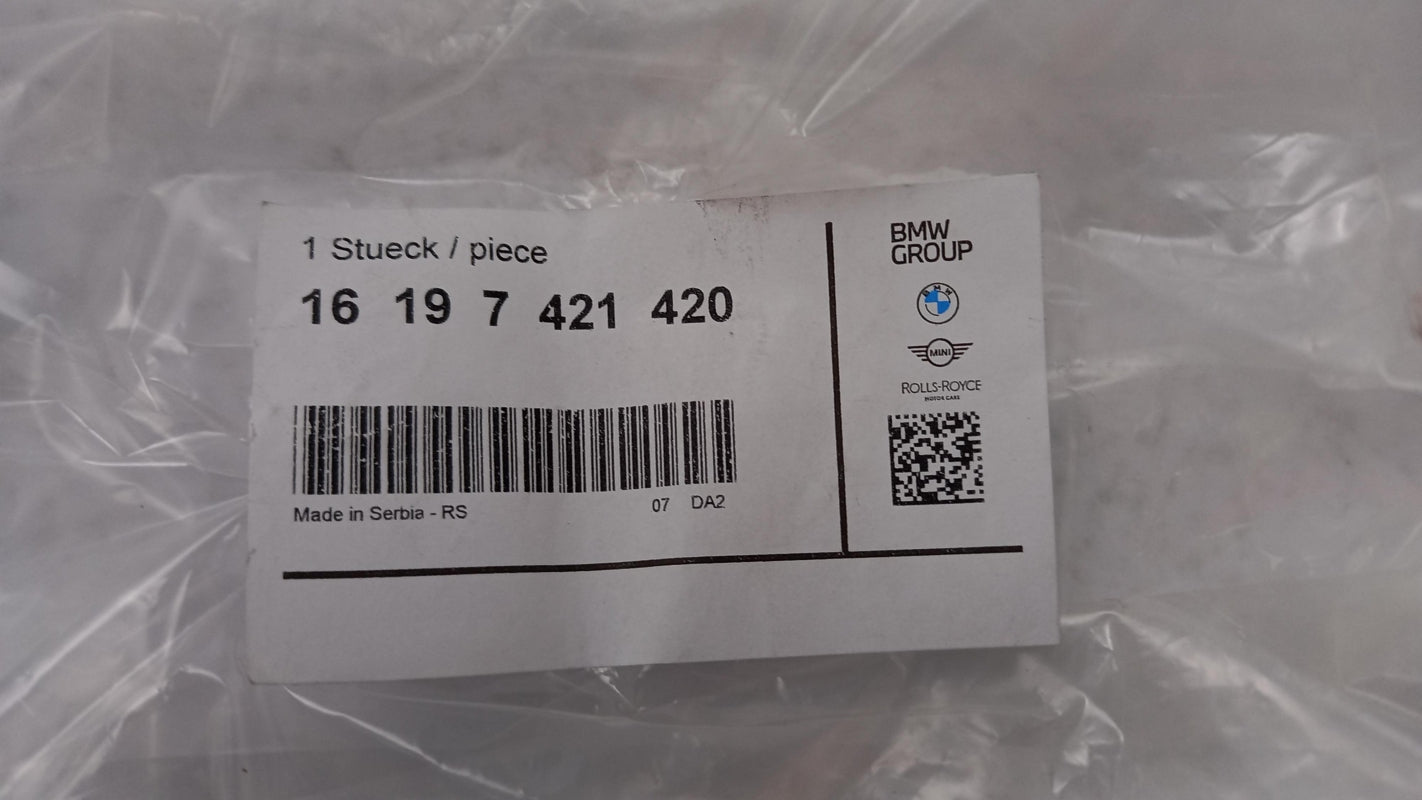 1 Stueck / piece
16 19 7 421 420
Made in Serbia - RS
07 DA2
BMW
GROUP
BMW
MINI
ROLLS-ROYCE
MOTOR CARS